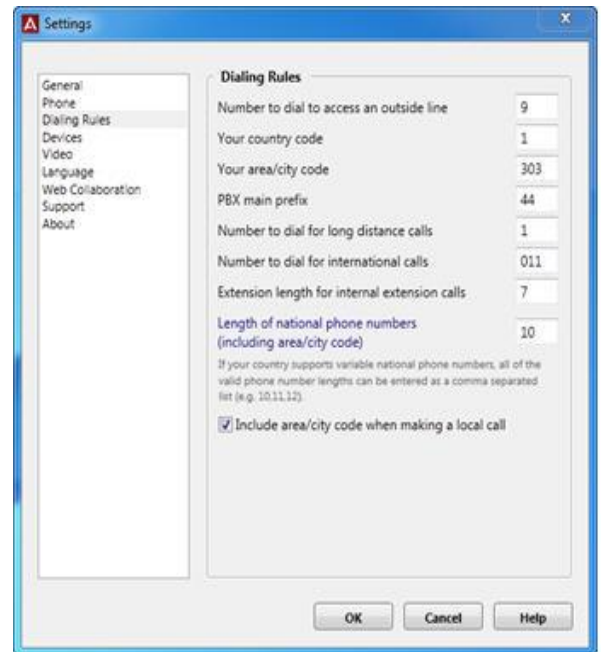 Settings
General
Phone
Dialing Rules
Devices
Video
Language
Web Collaboration
Support
About
Dialing Rules
Number to dial to access an outside line 9
Your country code 1
Your area/city code 303
PBX main prefix 44
Number to dial for long distance calls 1
Number to dial for international calls 011
Extension length for internal extension calls 7
Length of national phone numbers
(including area/city code) 10
If your country supports variable national phone numbers, all of the
valid phone number lengths can be entered as a comma separated
list (e.g. 10,11,12).
Include area/city code when making a local call
OK Cancel Help